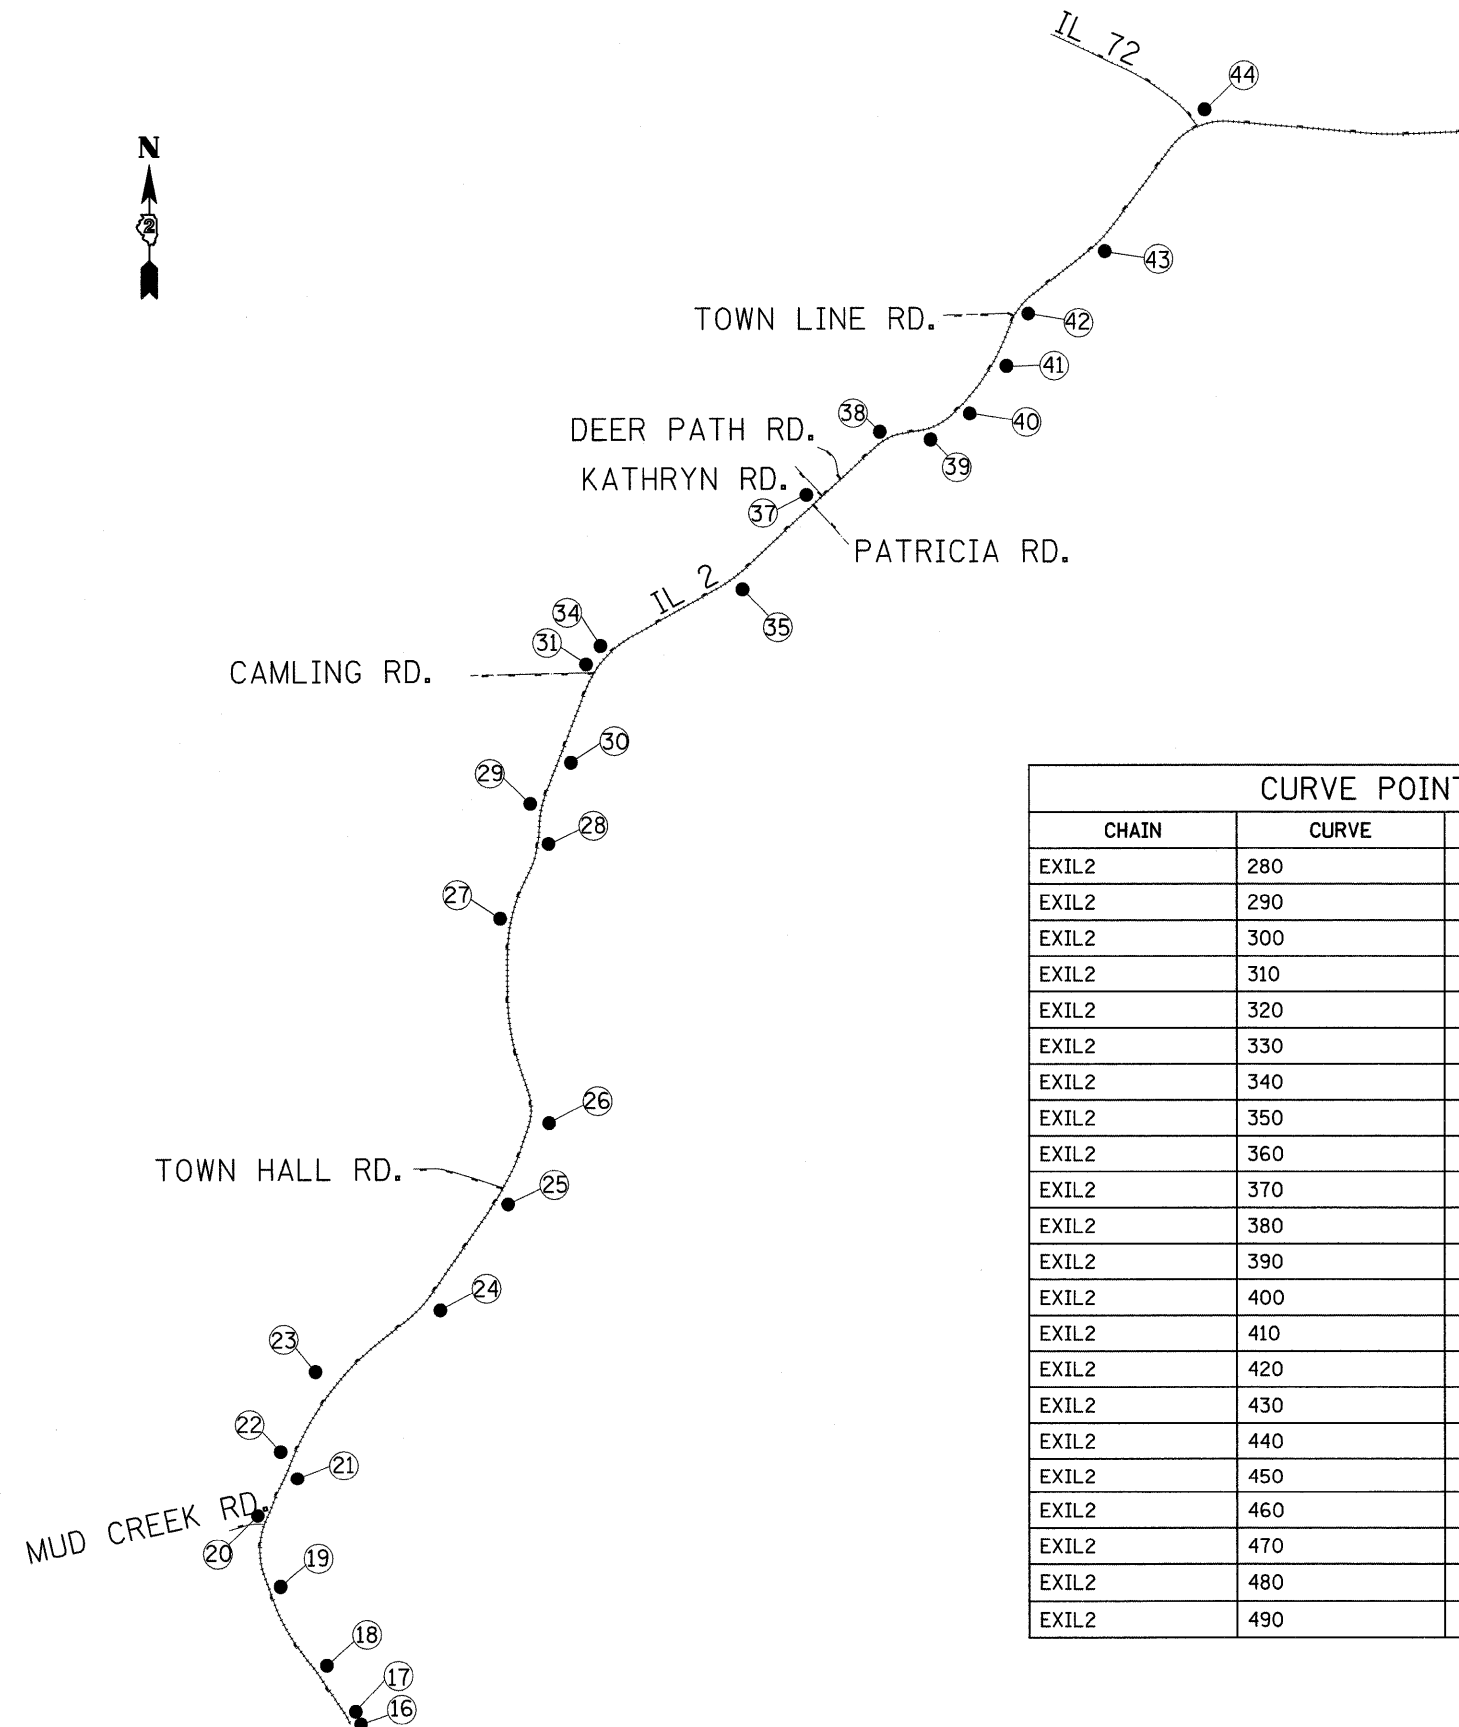 IL 72
44
N
2
43
TOWN LINE RD.
42
41
38
40
DEER PATH RD.
39
KATHRYN RD.
37
PATRICIA RD.
IL 2
35
34
31
CAMLING RD.
30
29
28
27
26
TOWN HALL RD.
25
24
23
22
21
MUD CREEK RD.
20
19
18
17
16
CURVE POINT
CHAIN CURVE
EXIL2 280
EXIL2 290
EXIL2 300
EXIL2 310
EXIL2 320
EXIL2 330
EXIL2 340
EXIL2 350
EXIL2 360
EXIL2 370
EXIL2 380
EXIL2 390
EXIL2 400
EXIL2 410
EXIL2 420
EXIL2 430
EXIL2 440
EXIL2 450
EXIL2 460
EXIL2 470
EXIL2 480
EXIL2 490